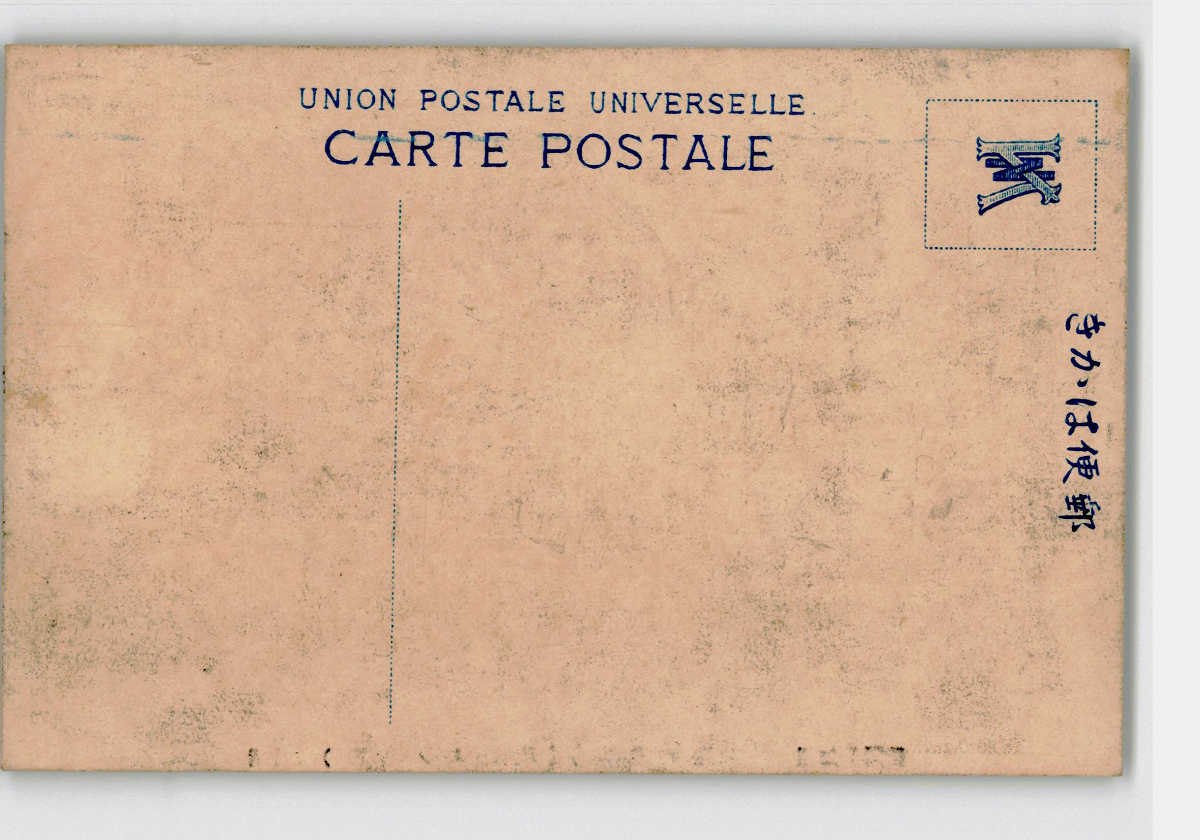 UNION POSTALE UNIVERSELLE.
CARTE POSTALE
K
きかは便郵